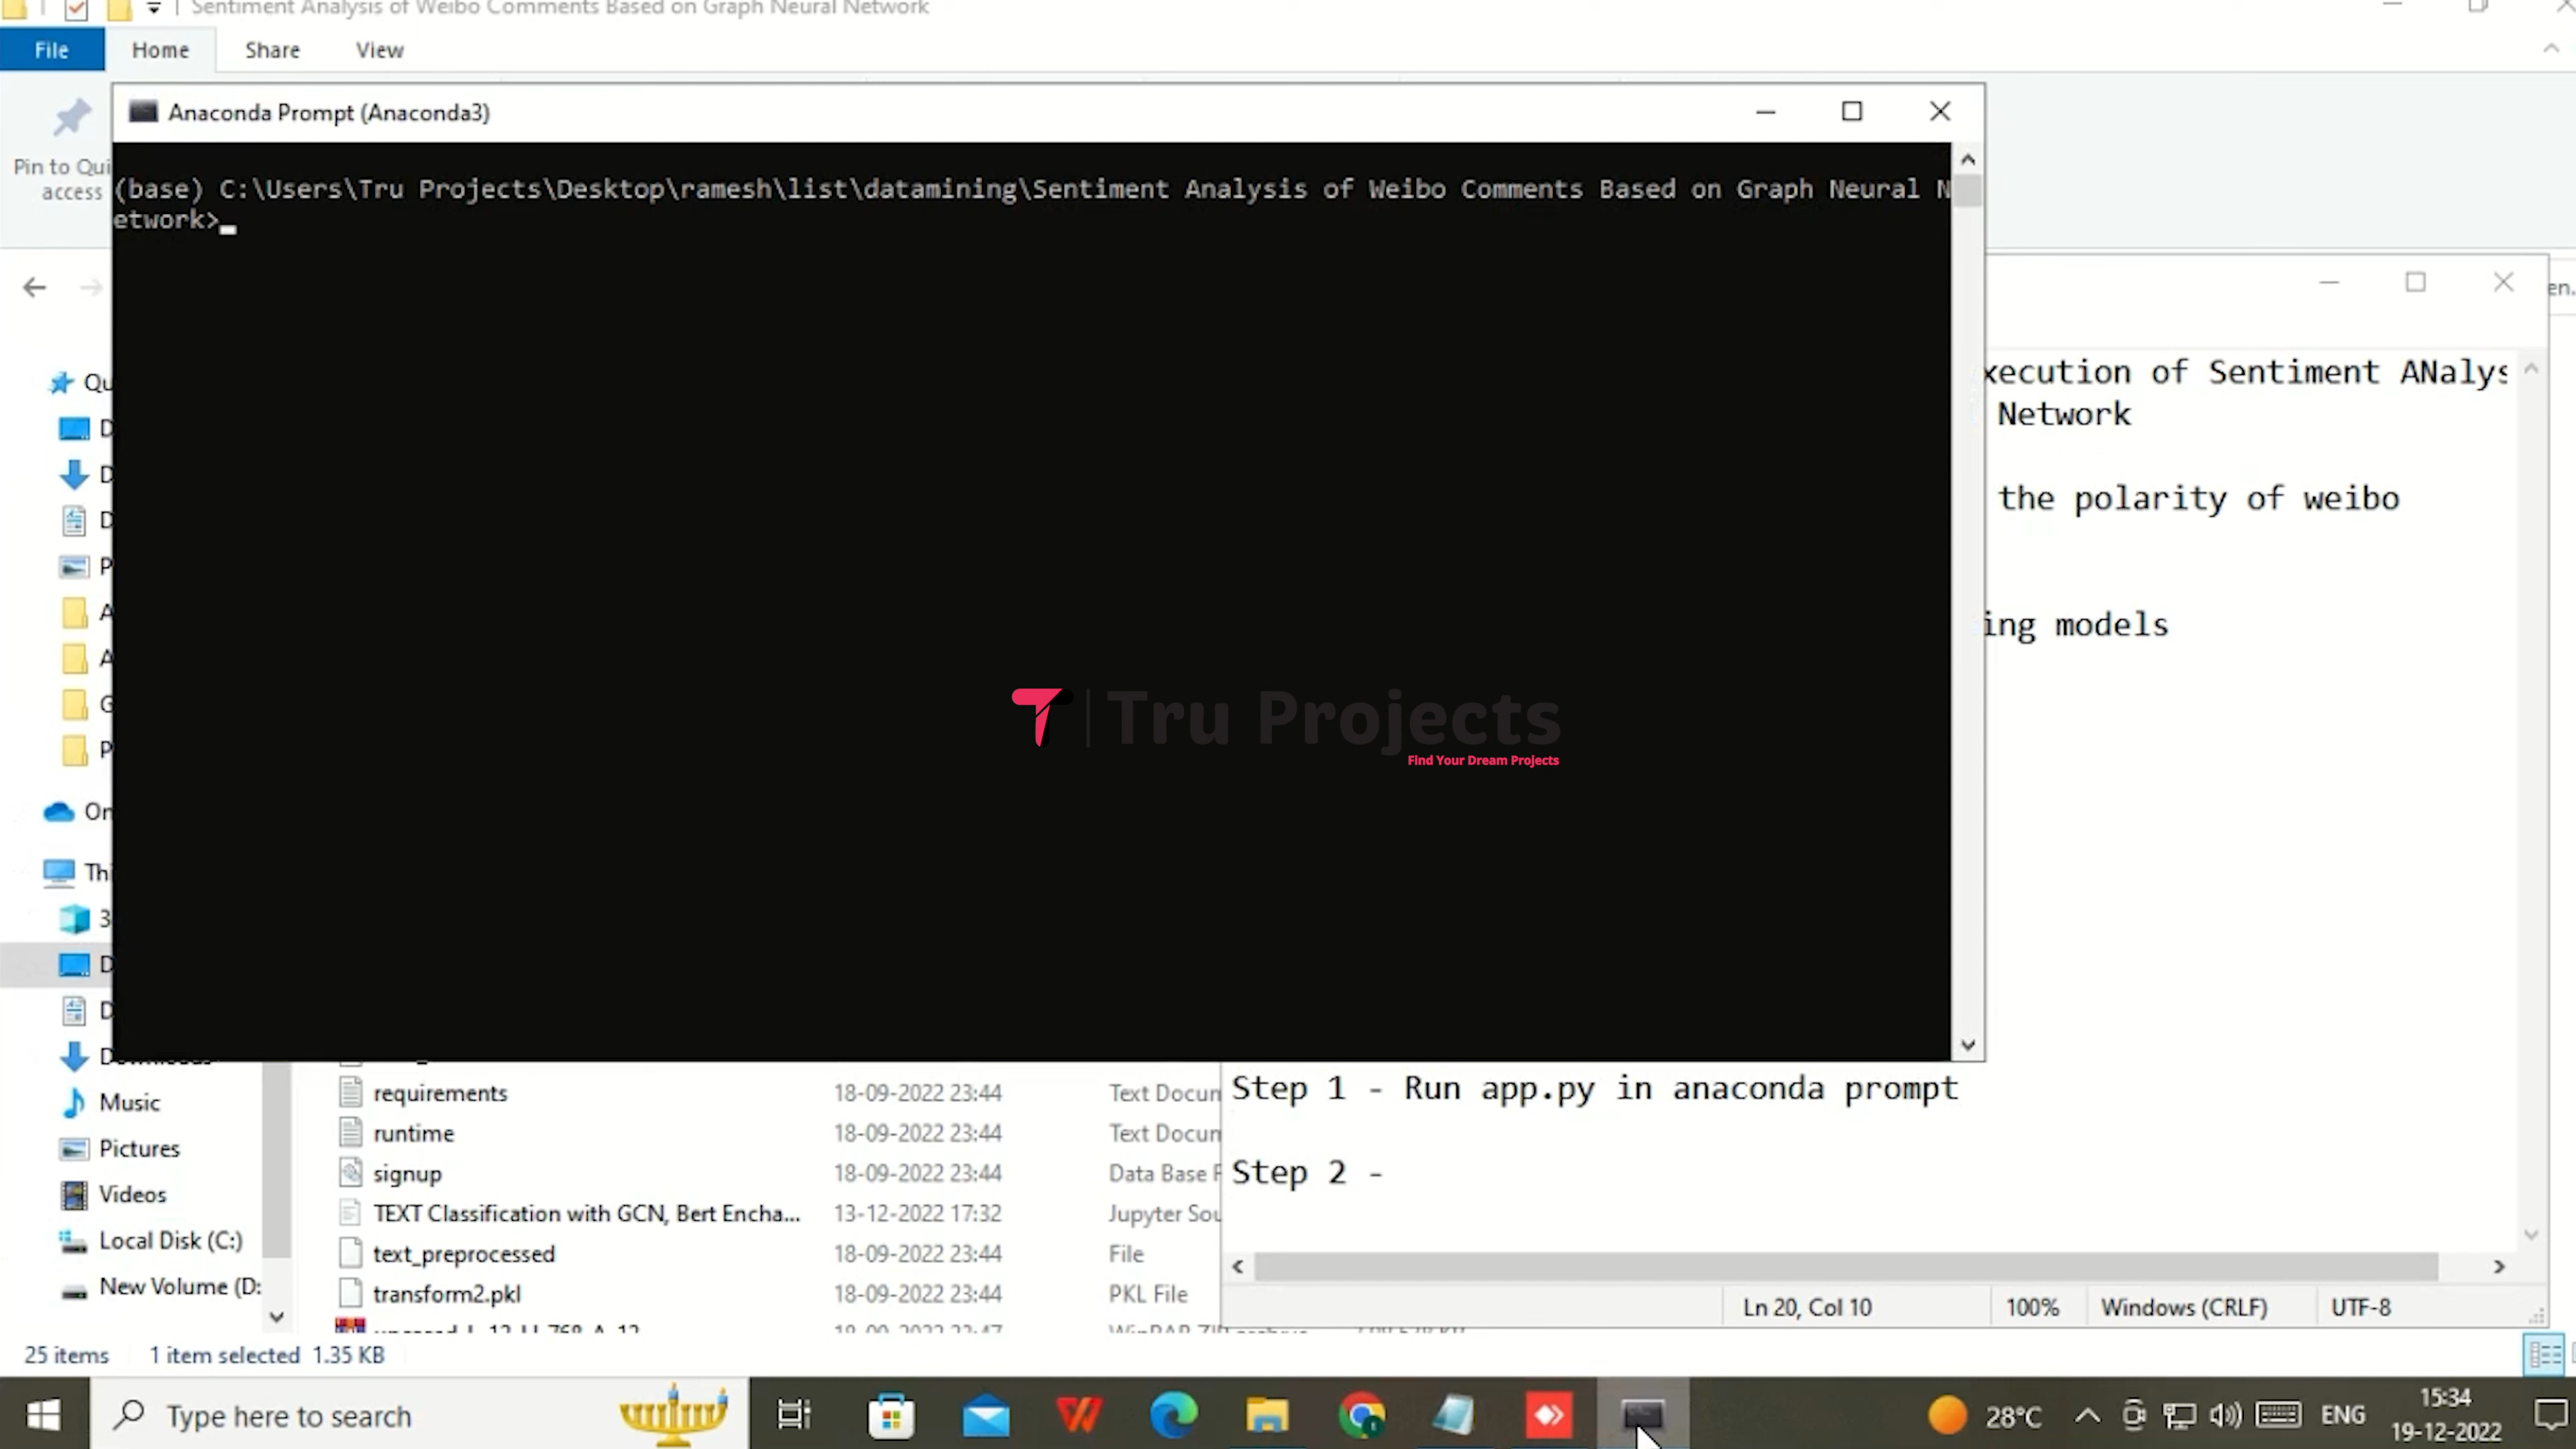 Sentiment Analysis of Weibo Comments Based on Graph Neural Network
File Home Share View
Anaconda Prompt (Anaconda3)
Pin to Qui
access
(base) C:\Users\Tru Projects\Desktop\ramesh\list\datamining\Sentiment Analysis of Weibo Comments Based on Graph Neural N
etwork>
en.
Qu
D
D
D
P
A
A
G
P
On
Thi
3
D
D
xecution of Sentiment ANalys
Network
the polarity of weibo
ing models
Tru Projects
Find Your Dream Projects
Music
Pictures
Videos
Local Disk (C:)
New Volume (D:
requirements 18-09-2022 23:44 Text Docun
runtime 18-09-2022 23:44 Text Docun
signup 18-09-2022 23:44 Data Base F
TEXT Classification with GCN, Bert Encha... 13-12-2022 17:32 Jupyter Sou
text_preprocessed 18-09-2022 23:44 File
transform2.pkl 18-09-2022 23:44 PKL File
Step 1 - Run app.py in anaconda prompt
Step 2 -
Ln 20, Col 10 100% Windows (CRLF) UTF-8
25 items 1 item selected 1.35 KB
Type here to search
28°C ENG
15:34
19-12-2022